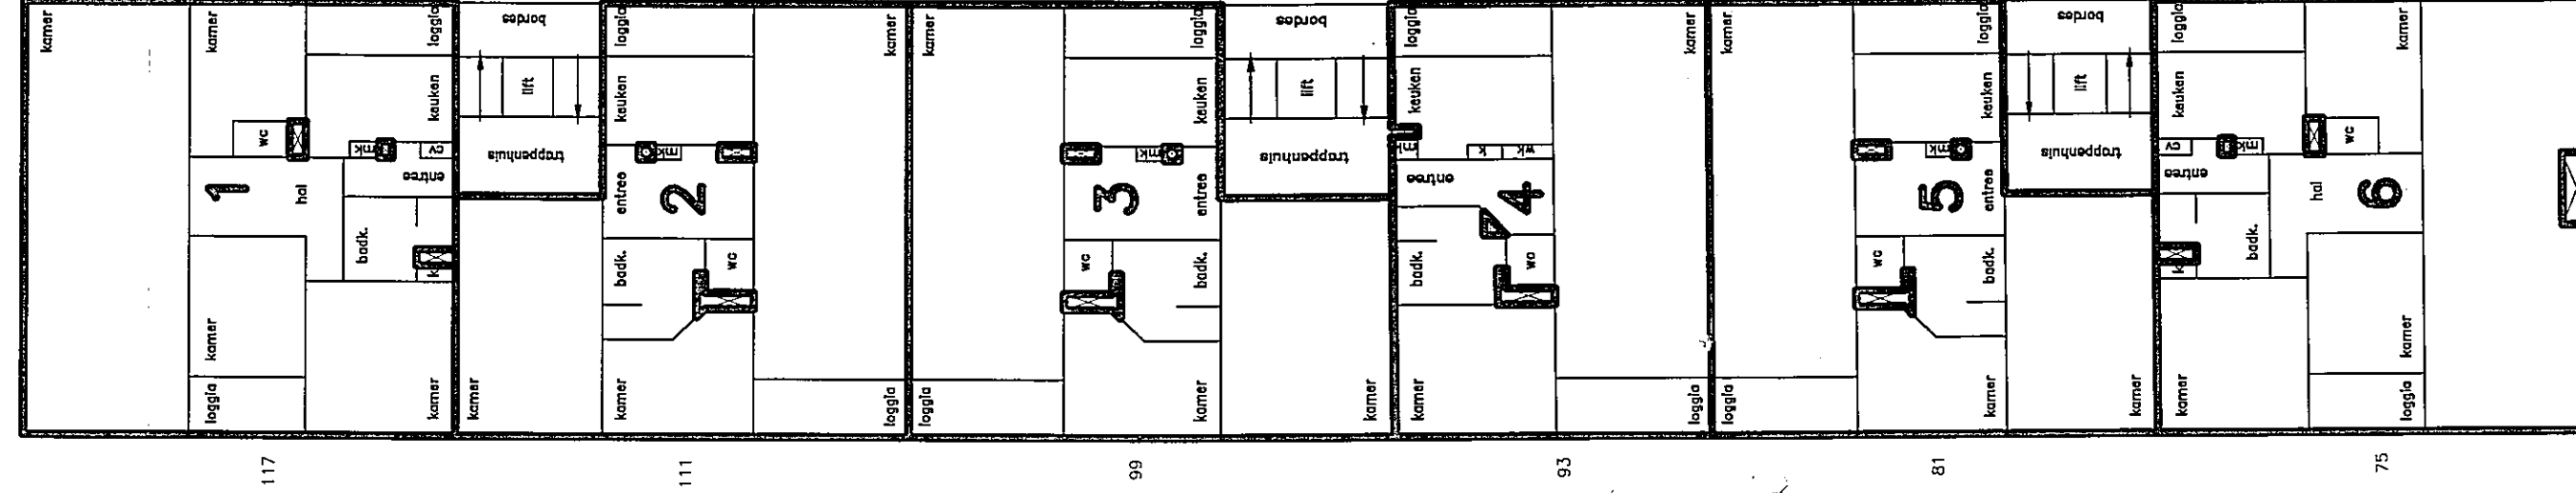 kamer
kamer
loggia
keuken
wc
mk
cv
entree
1
hal
badk.
k
kamer
loggia
kamer
117
bordes
lift
trappenhuis
kamer
loggia
keuken
mk
entree
2
badk.
wc
kamer
kamer
loggia
111
kamer
loggia
keuken
mk
3
entree
wc
badk.
loggia
kamer
kamer
99
bordes
lift
trappenhuis
loggia
keuken
k
wk
entree
4
badk.
wc
kamer
kamer
loggia
93
kamer
loggia
keuken
mk
5
entree
wc
badk.
loggia
kamer
kamer
81
bordes
lift
trappenhuis
loggia
keuken
cv
mk
entree
wc
kamer
hal
6
badk.
k
kamer
kamer
loggia
75